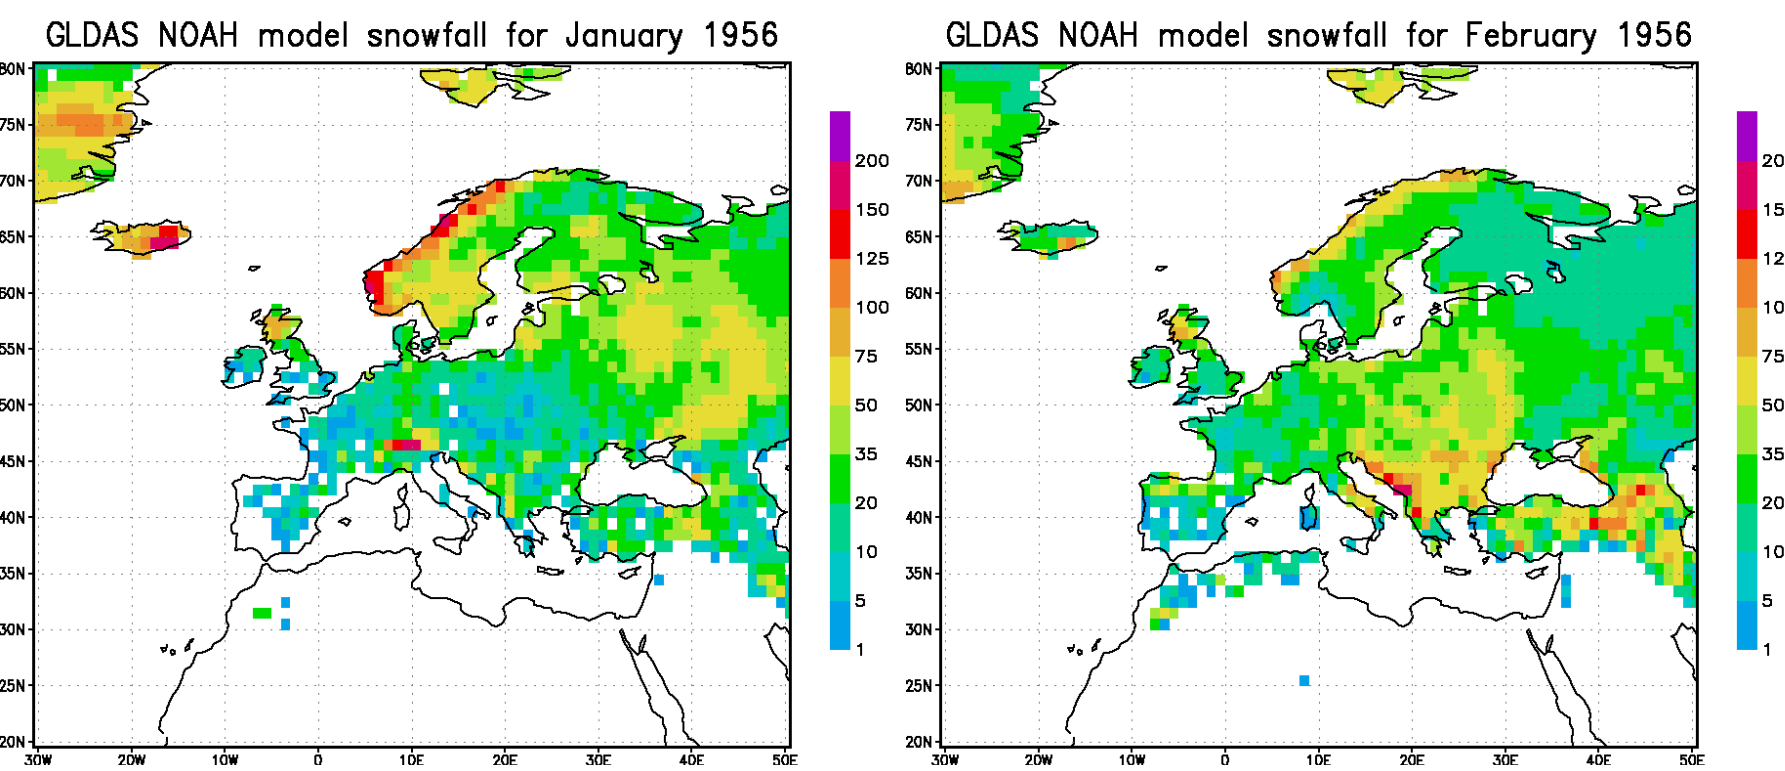 GLDAS NOAH model snowfall for January 1956
80N
75N
70N
65N
60N
55N
50N
45N
40N
35N
30N
25N
20N
30W 20W 10W 0 10E 20E 30E 40E 50E
200
150
125
100
75
50
35
20
10
5
1
GLDAS NOAH model snowfall for February 1956
80N
75N
70N
65N
60N
55N
50N
45N
40N
35N
30N
25N
20N
30W 20W 10W 0 10E 20E 30E 40E 50E
20
15
12
10
75
50
35
20
10
5
1